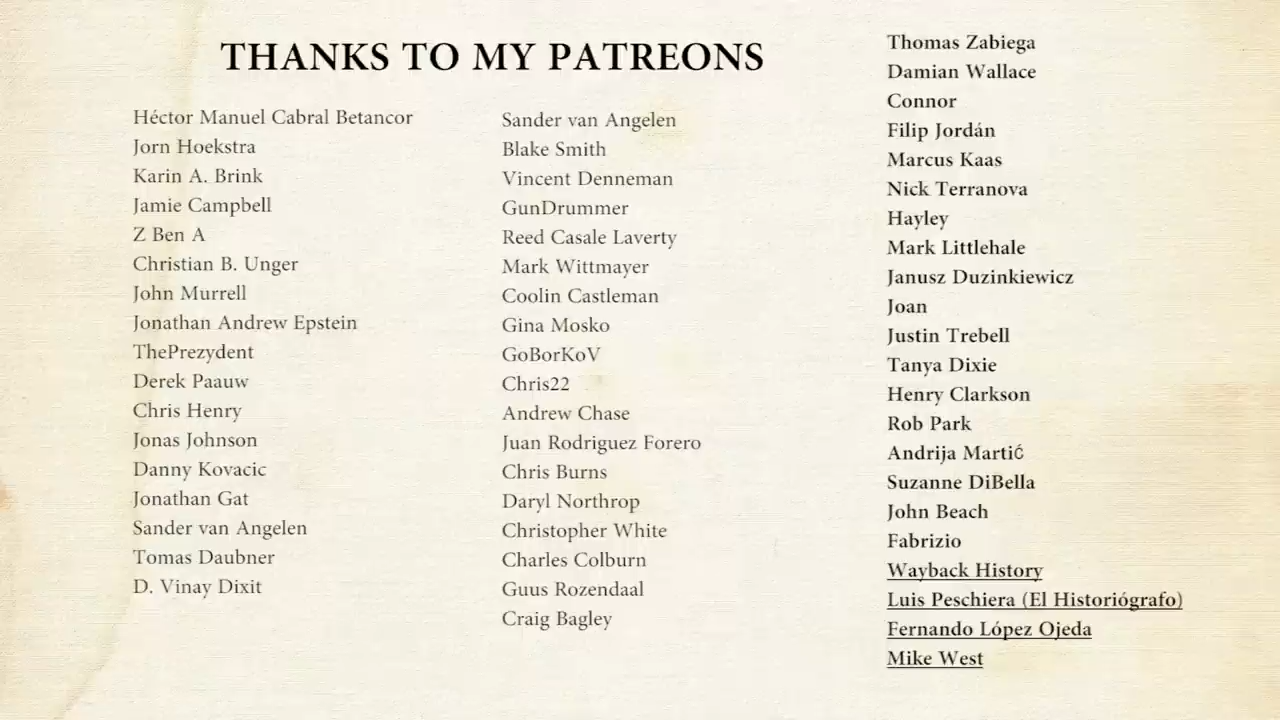 THANKS TO MY PATREONS
Héctor Manuel Cabral Betancor
Jorn Hoekstra
Karin A. Brink
Jamie Campbell
Z Ben A
Christian B. Unger
John Murrell
Jonathan Andrew Epstein
ThePrezydent
Derek Paauw
Chris Henry
Jonas Johnson
Danny Kovacic
Jonathan Gat
Sander van Angelen
Tomas Daubner
D. Vinay Dixit
Sander van Angelen
Blake Smith
Vincent Denneman
GunDrummer
Reed Casale Laverty
Mark Wittmayer
Coolin Castleman
Gina Mosko
GoBorKoV
Chris22
Andrew Chase
Juan Rodriguez Forero
Chris Burns
Daryl Northrop
Christopher White
Charles Colburn
Guus Rozendaal
Craig Bagley
Thomas Zabiega
Damian Wallace
Connor
Filip Jordán
Marcus Kaas
Nick Terranova
Hayley
Mark Littlehale
Janusz Duzinkiewicz
Joan
Justin Trebell
Tanya Dixie
Henry Clarkson
Rob Park
Andrija Martić
Suzanne DiBella
John Beach
Fabrizio
Wayback History
Luis Peschiera (El Historiógrafo)
Fernando López Ojeda
Mike West